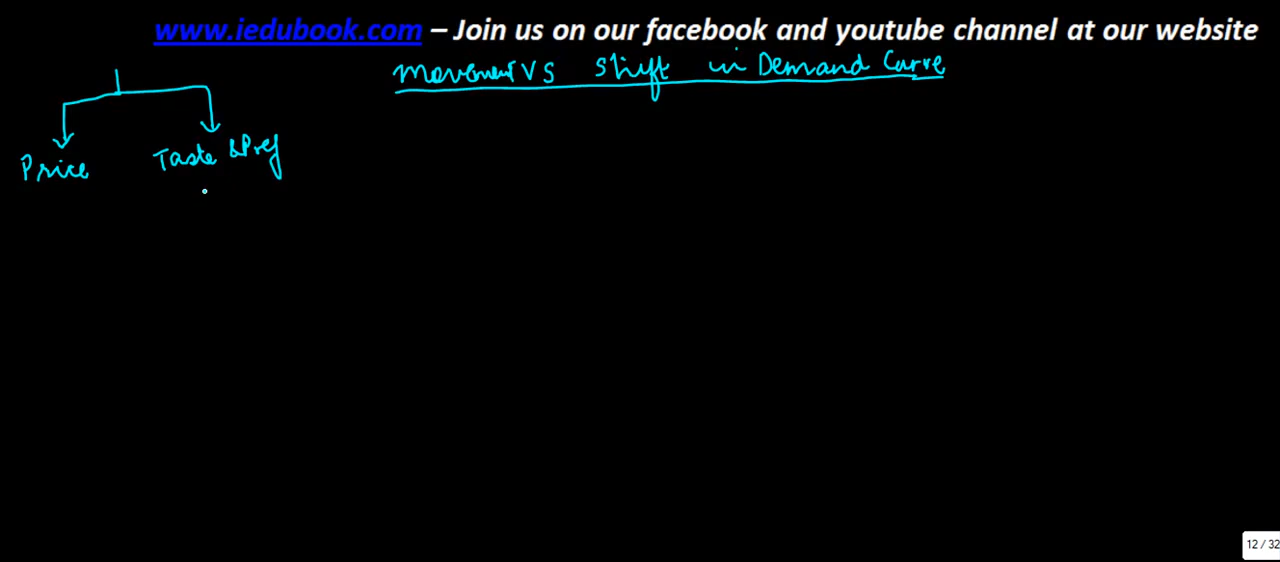 www.iedubook.com – Join us on our facebook and youtube channel at our website
Movement VS Shift in Demand Curve
Price Taste & Pref
12 / 32